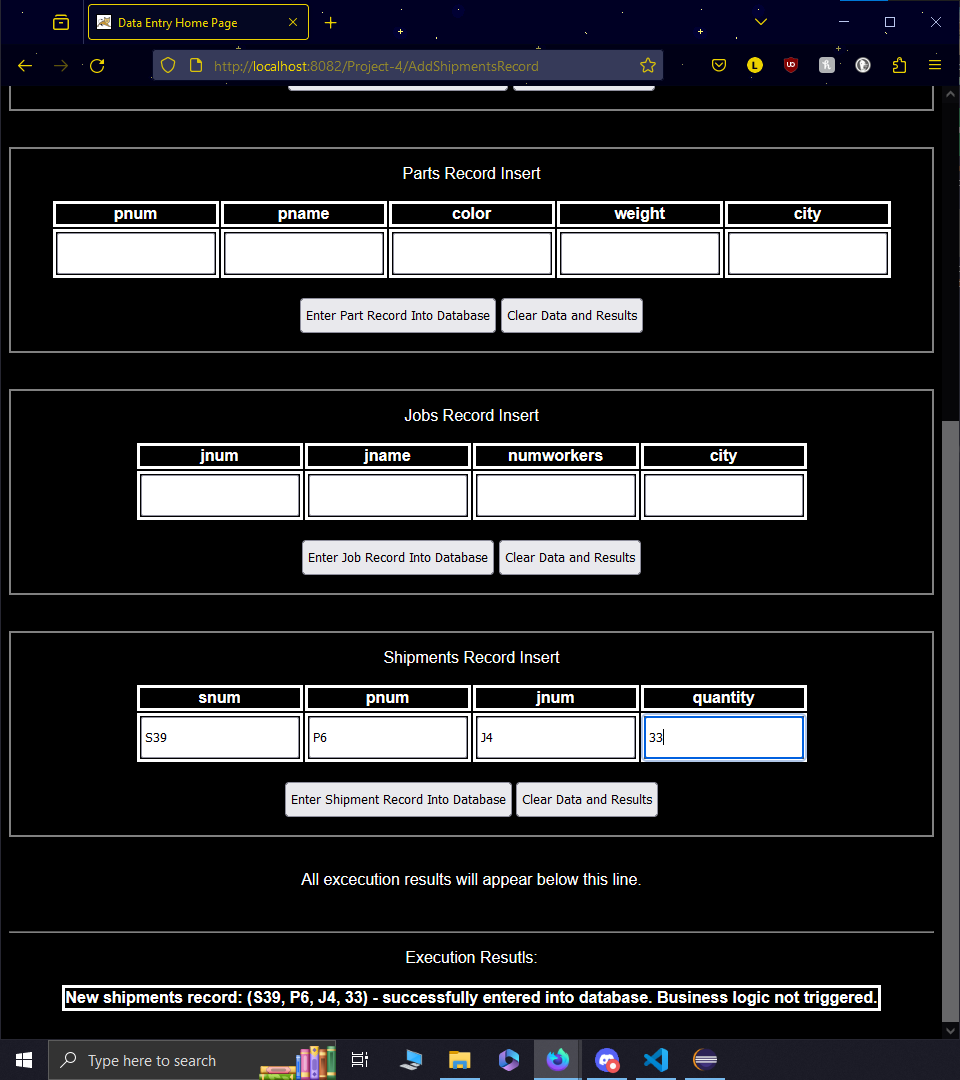 Data Entry Home Page
http://localhost:8082/Project-4/AddShipmentsRecord
Parts Record Insert
pnum pname color weight city
Enter Part Record Into Database Clear Data and Results
Jobs Record Insert
jnum jname numworkers city
Enter Job Record Into Database Clear Data and Results
Shipments Record Insert
snum pnum jnum quantity
S39 P6 J4 33
Enter Shipment Record Into Database Clear Data and Results
All excecution results will appear below this line.
Execution Resutls:
New shipments record: (S39, P6, J4, 33) - successfully entered into database. Business logic not triggered.
Type here to search